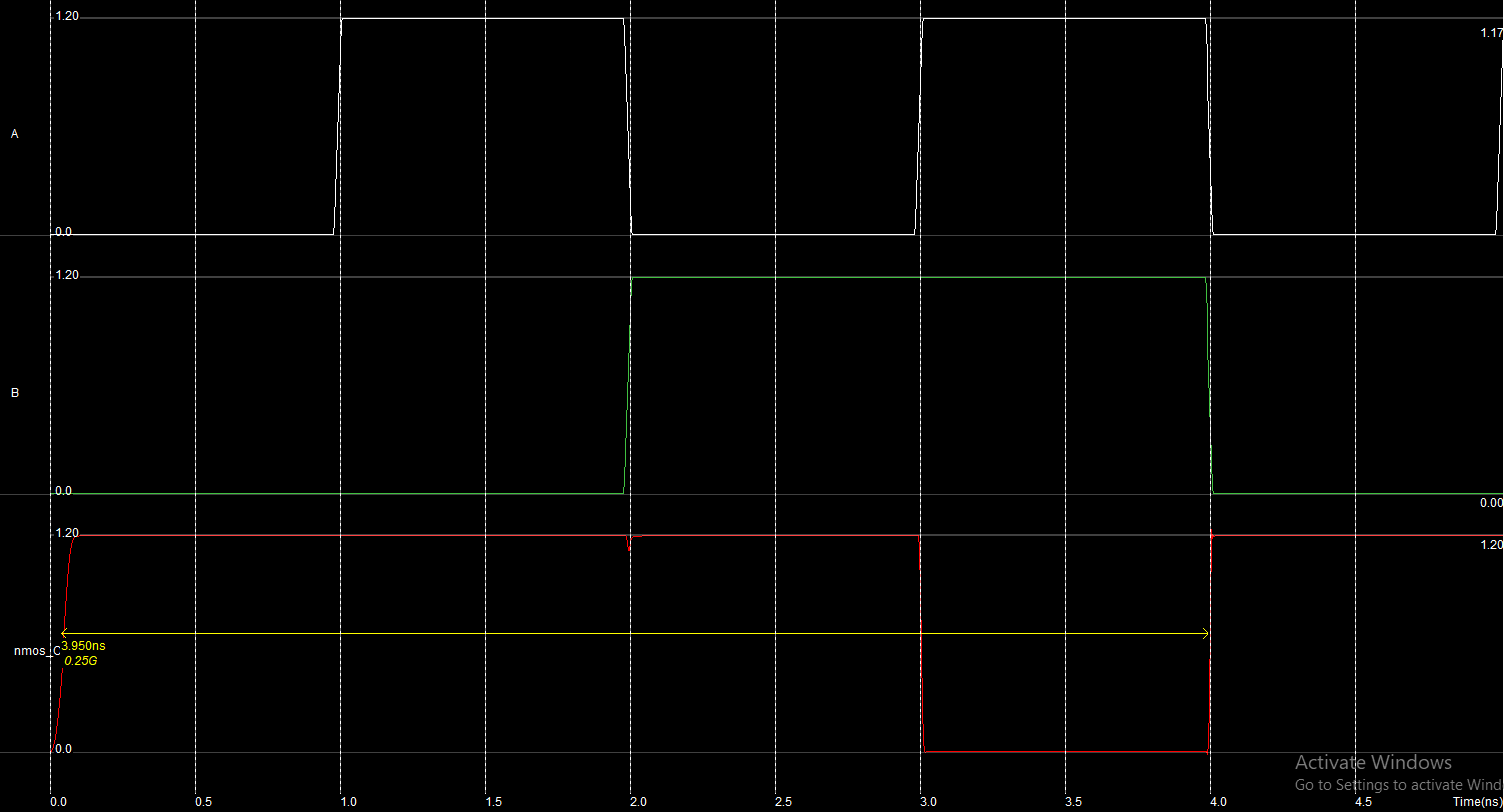 1.20
1.17
A
0.0
1.20
B
0.0
0.00
1.20
1.20
3.950ns
nmos_C
0.25G
0.0
Activate Windows
Go to Settings to activate Wind
0.0 0.5 1.0 1.5 2.0 2.5 3.0 3.5 4.0 4.5 Time(ns)